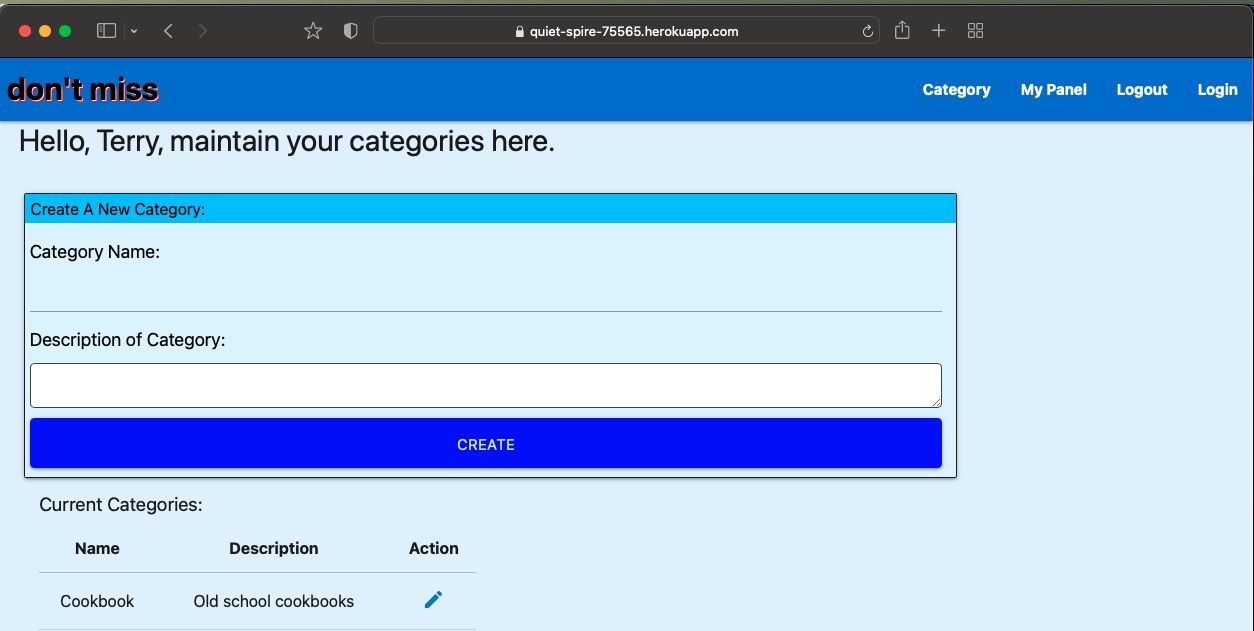 quiet-spire-75565.herokuapp.com
don't miss Category My Panel Logout Login
Hello, Terry, maintain your categories here.
Create A New Category:
Category Name:
Description of Category:
CREATE
Current Categories:
Name Description Action
Cookbook Old school cookbooks